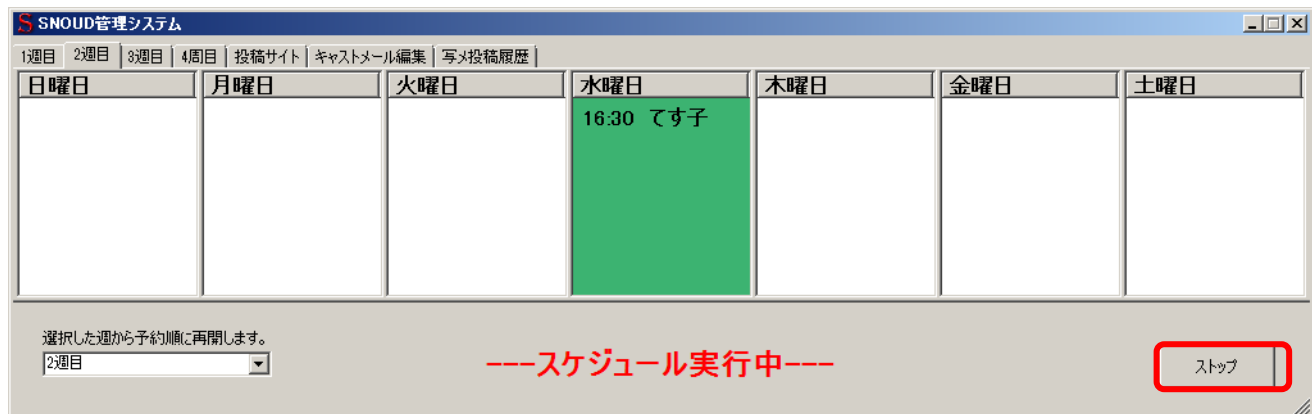 S SNOUD管理システム
1週目 2週目 3週目 4周目 投稿サイト キャストメール編集 写メ投稿履歴
日曜日 月曜日 火曜日 水曜日 木曜日 金曜日 土曜日
16:30 てす子
選択した週から予約順に再開します。
2週目
---スケジュール実行中---
ストップ